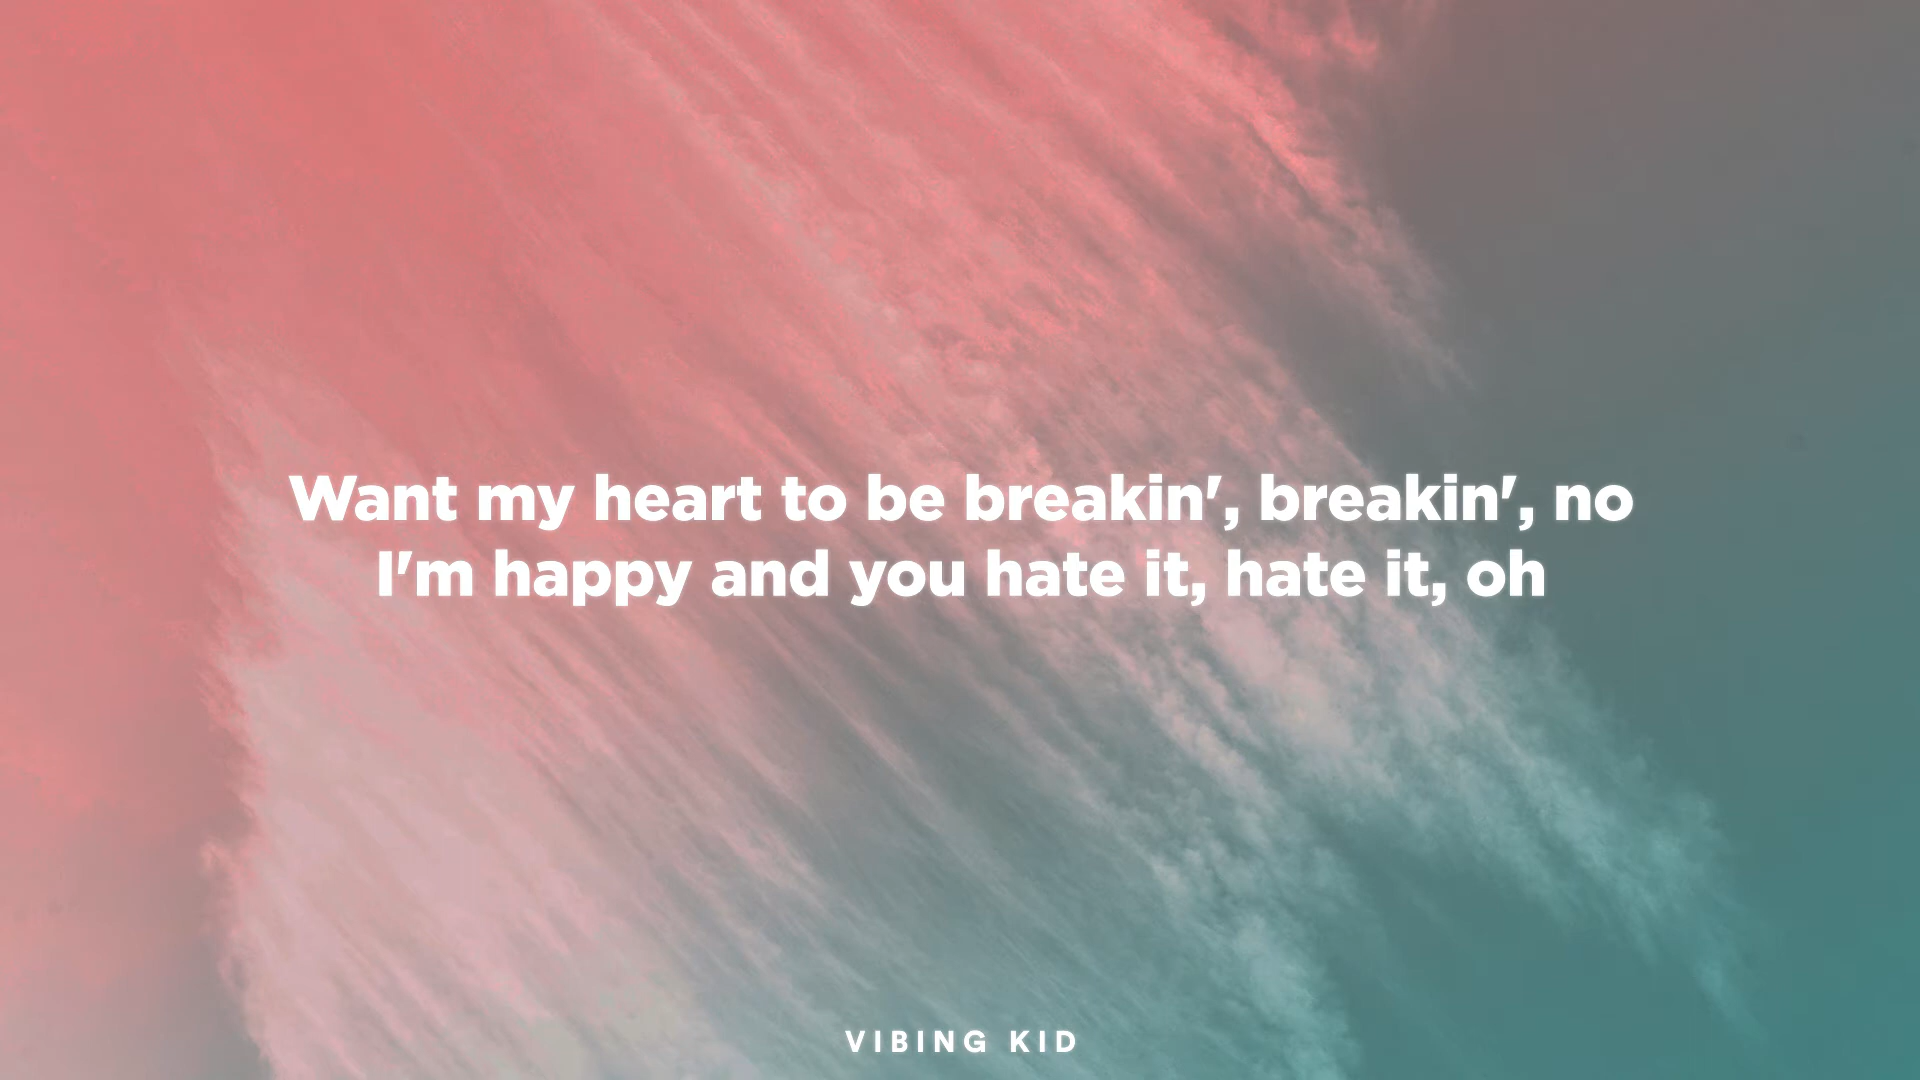 Want my heart to be breakin', breakin', no
I'm happy and you hate it, hate it, oh
VIBING KID